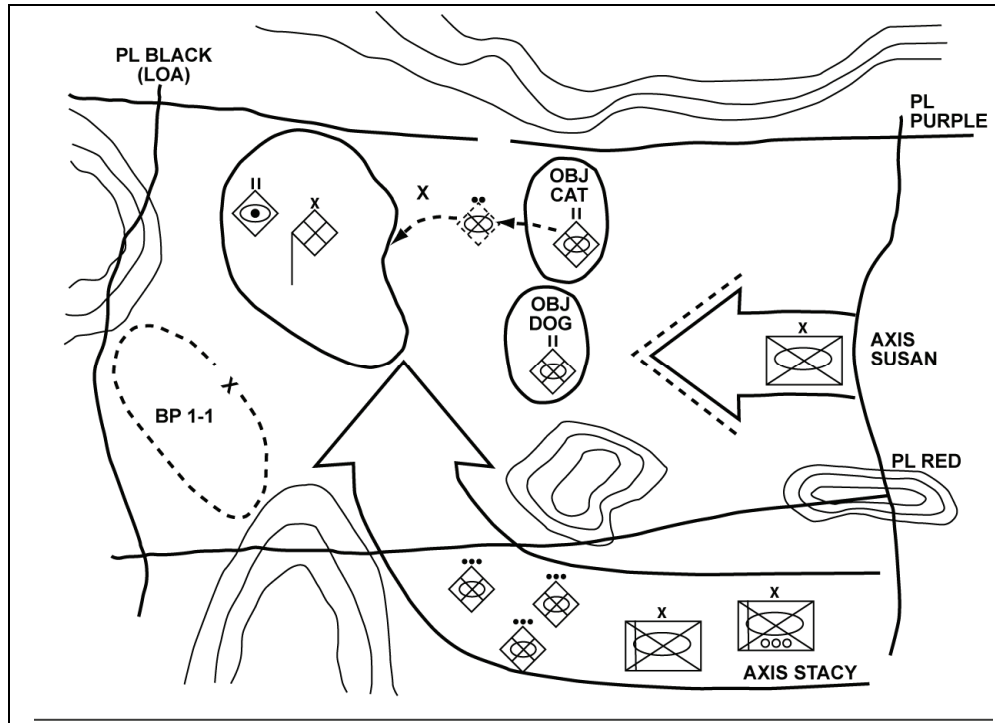 PL BLACK
(LOA)
PL
PURPLE
II
X
X
OBJ
CAT
II
OBJ
DOG
II
X
AXIS
SUSAN
X
BP 1-1
PL RED
X
X
AXIS STACY